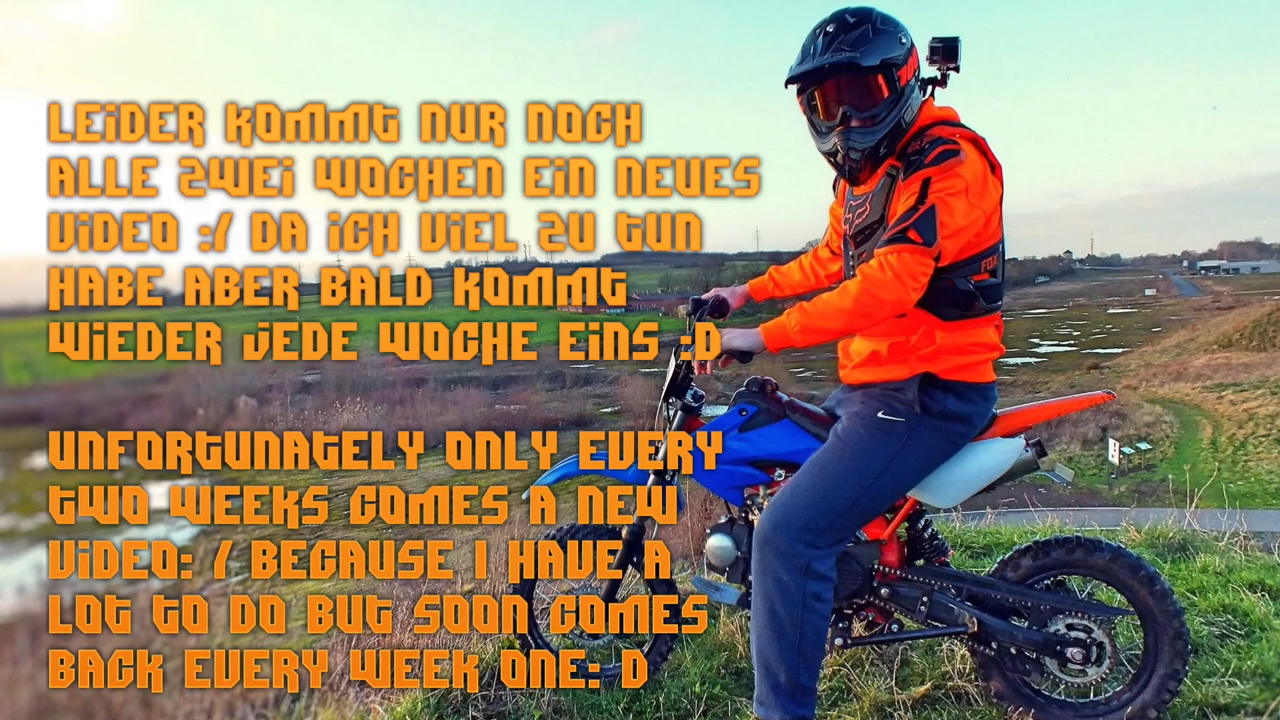 LEiDER KOMMT NUR NOCH
ALLE ZWEi WOCHEN EiN NEUES
ViDEO :/ DA iCH ViEL ZU TUN
HABE ABER BALD KOMMT
WiEDER JEDE WOCHE EiNS :D
UNFORTUNATELY ONLY EVERY
TWO WEEKS COMES A NEW
ViDEO: / BECAUSE I HAVE A
LOT TO DO BUT SOON COMES
BACK EVERY WEEK ONE: D
FOX
FOX